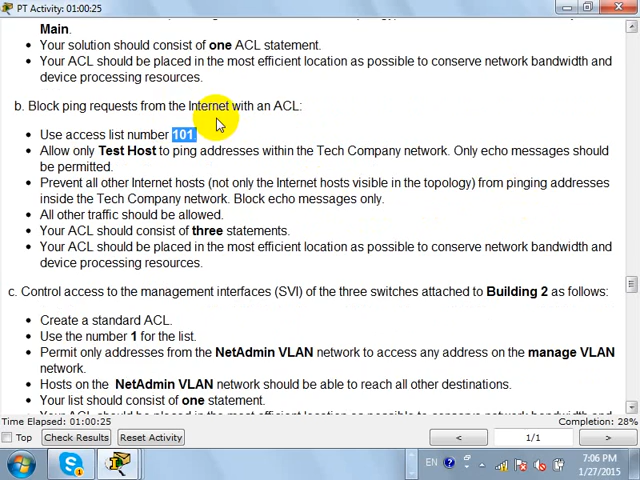 PT Activity: 01:00:25
Main.
• Your solution should consist of one ACL statement.
• Your ACL should be placed in the most efficient location as possible to conserve network bandwidth and
device processing resources.
b. Block ping requests from the Internet with an ACL:
• Use access list number 101.
• Allow only Test Host to ping addresses within the Tech Company network. Only echo messages should
be permitted.
• Prevent all other Internet hosts (not only the Internet hosts visible in the topology) from pinging addresses
inside the Tech Company network. Block echo messages only.
• All other traffic should be allowed.
• Your ACL should consist of three statements.
• Your ACL should be placed in the most efficient location as possible to conserve network bandwidth and
device processing resources.
c. Control access to the management interfaces (SVI) of the three switches attached to Building 2 as follows:
• Create a standard ACL.
• Use the number 1 for the list.
• Permit only addresses from the NetAdmin VLAN network to access any address on the manage VLAN
network.
• Hosts on the NetAdmin VLAN network should be able to reach all other destinations.
• Your list should consist of one statement.
Time Elapsed: 01:00:25 Completion: 28%
Top Check Results Reset Activity < 1/1 >
EN 7:06 PM
1/27/2015